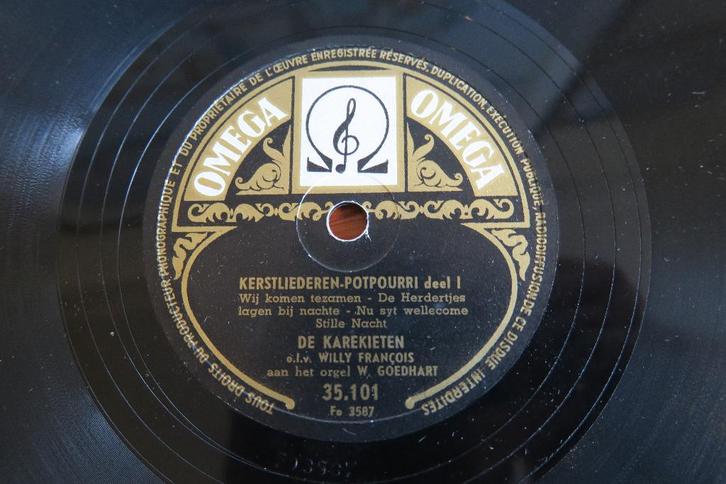 TOUS DROITS DU PRODUCTEUR PHONOGRAPHIQUE ET DU PROPRIÉTAIRE DE L'ŒUVRE ENREGISTRÉE RÉSERVÉS, DUPLICATION, EXÉCUTION PUBLIQUE, RADIODIFFUSION DE CE DISQUE INTERDITES
OMEGA OMEGA
KERSTLIEDEREN-POTPOURRI deel I
Wij komen tezamen - De Herdertjes
lagen bij nachte - Nu syt wellecome
Stille Nacht
DE KAREKIETEN
o.l.v. WILLY FRANÇOIS
aan het orgel W. GOEDHART
35.101
Fo 3587